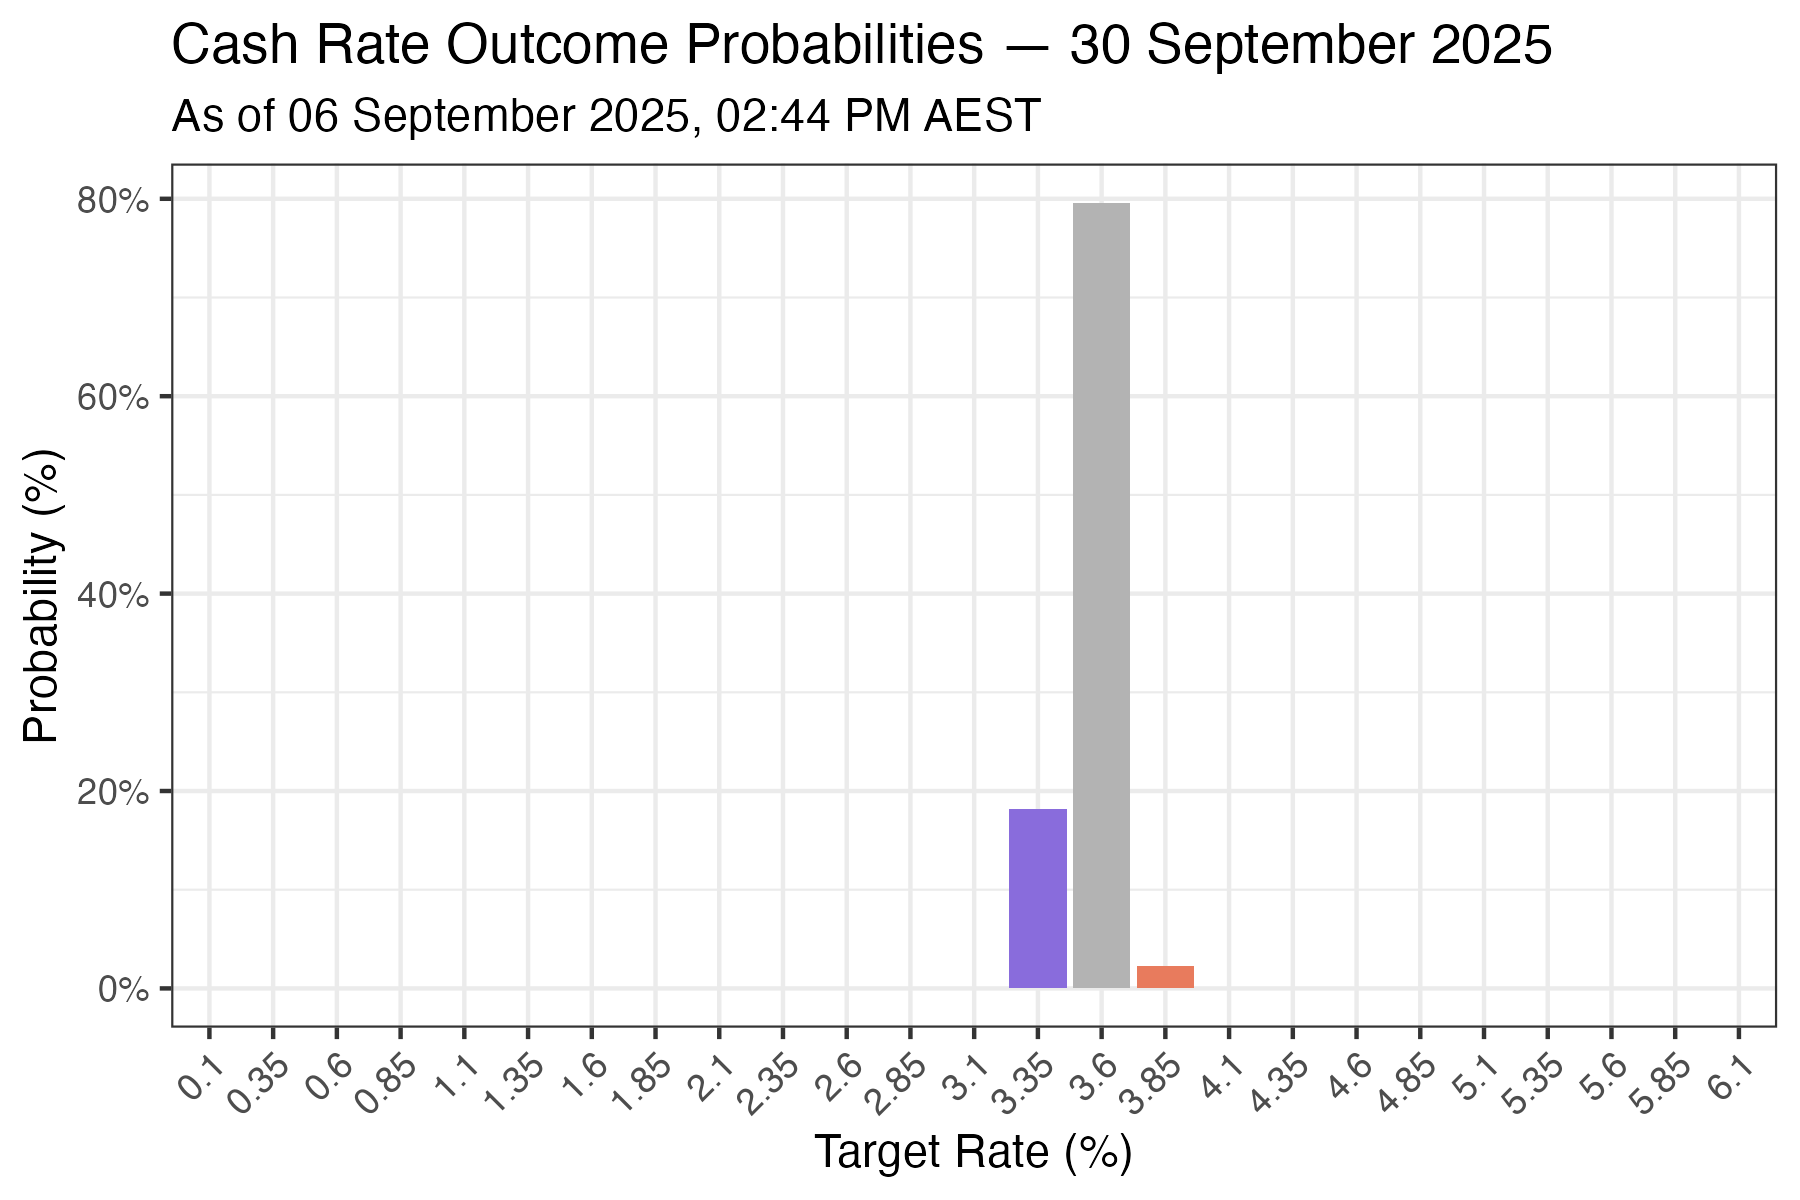 Cash Rate Outcome Probabilities — 30 September 2025
As of 06 September 2025, 02:44 PM AEST
Probability (%)
80%
60%
40%
20%
0%
0.1 0.35 0.6 0.85 1.1 1.35 1.6 1.85 2.1 2.35 2.6 2.85 3.1 3.35 3.6 3.85 4.1 4.35 4.6 4.85 5.1 5.35 5.6 5.85 6.1
Target Rate (%)